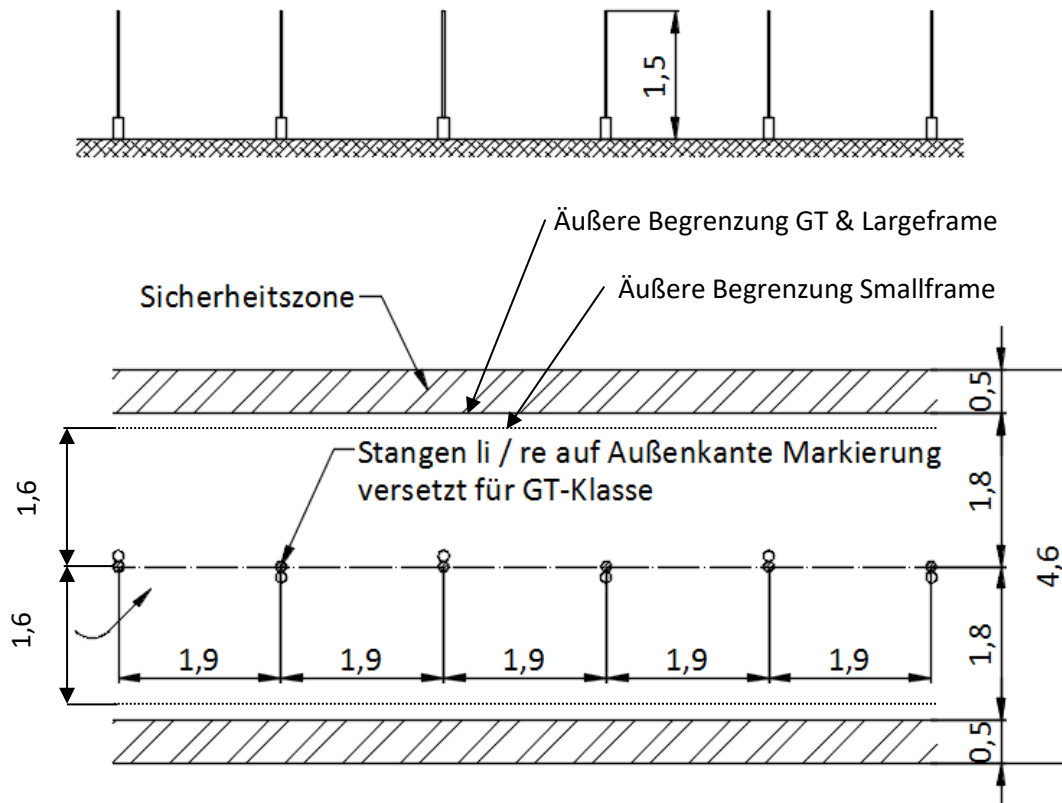 1,5
Äußere Begrenzung GT & Largeframe
Äußere Begrenzung Smallframe
Sicherheitszone
0,5
Stangen li / re auf Außenkante Markierung
versetzt für GT-Klasse
1,6
1,8
4,6
1,6
1,9
1,9
1,9
1,9
1,9
1,8
0,5